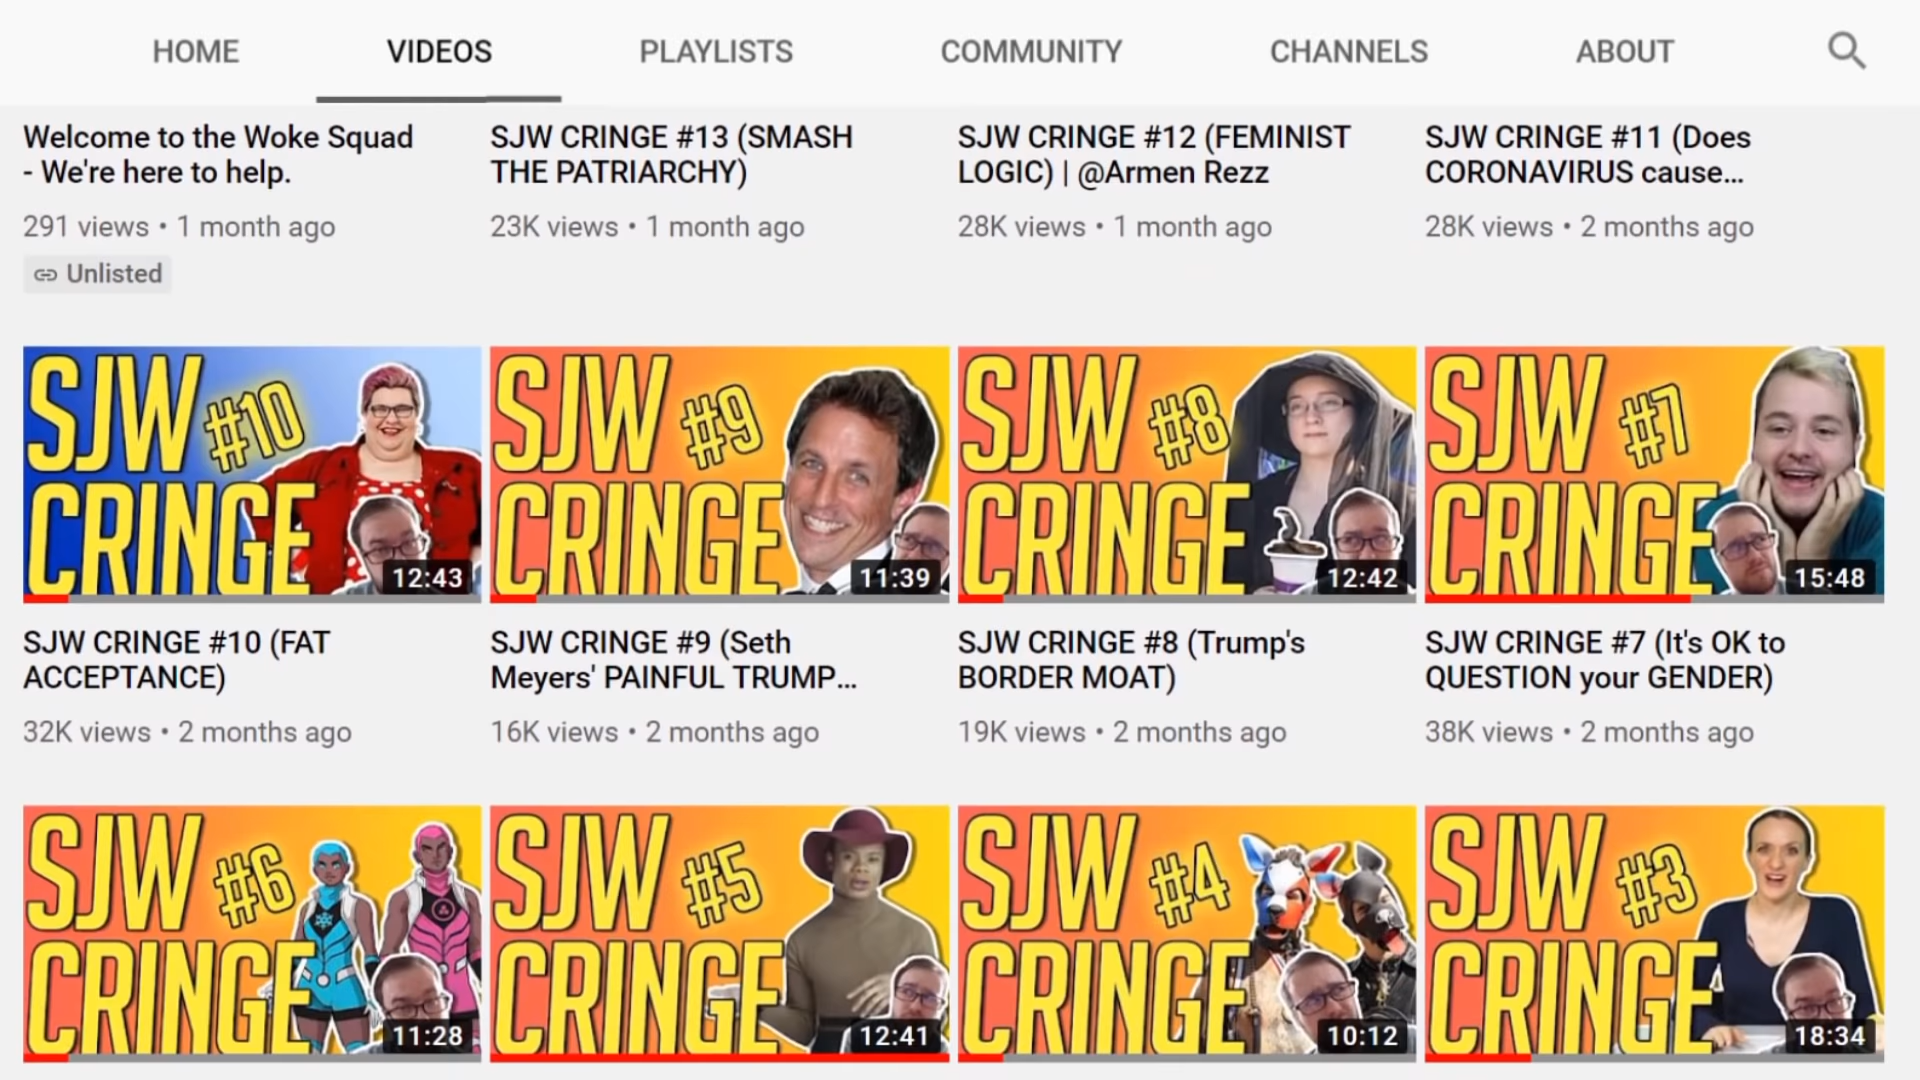 HOME VIDEOS PLAYLISTS COMMUNITY CHANNELS ABOUT
Welcome to the Woke Squad
- We're here to help.
291 views • 1 month ago
Unlisted
SJW CRINGE #13 (SMASH
THE PATRIARCHY)
23K views • 1 month ago
SJW CRINGE #12 (FEMINIST
LOGIC) | @Armen Rezz
28K views • 1 month ago
SJW CRINGE #11 (Does
CORONAVIRUS cause...
28K views • 2 months ago
SJW #10
CRINGE
12:43
SJW CRINGE #10 (FAT
ACCEPTANCE)
32K views • 2 months ago
SJW #9
CRINGE
11:39
SJW CRINGE #9 (Seth
Meyers' PAINFUL TRUMP...
16K views • 2 months ago
SJW #8
CRINGE
12:42
SJW CRINGE #8 (Trump's
BORDER MOAT)
19K views • 2 months ago
SJW #7
CRINGE
15:48
SJW CRINGE #7 (It's OK to
QUESTION your GENDER)
38K views • 2 months ago
SJW #6
CRINGE
11:28
SJW #5
CRINGE
12:41
SJW #4
CRINGE
10:12
SJW #3
CRINGE
18:34